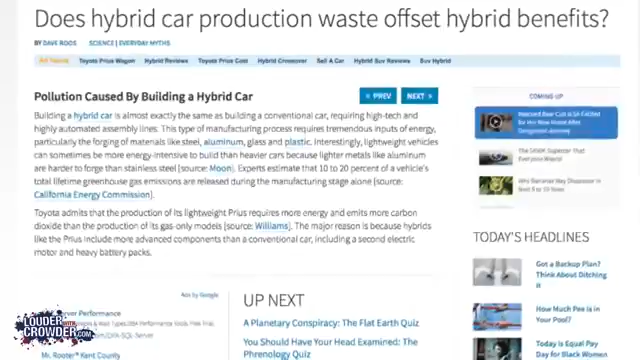 Does hybrid car production waste offset hybrid benefits?
BY DAVE ROOS SCIENCE | EVERYDAY MYTHS
Toyota Prius Wagon Hybrid Reviews Toyota Prius Cost Hybrid Crossover Sell A Car Hybrid Suv Reviews Suv Hybrid
Pollution Caused By Building a Hybrid Car
PREV
NEXT
Building a hybrid car is almost exactly the same as building a conventional car, requiring high-tech and
highly automated assembly lines. This type of manufacturing process requires tremendous inputs of energy,
particularly the forging of materials like steel, aluminum, glass and plastic. Interestingly, lightweight vehicles
can sometimes be more energy-intensive to build than heavier cars because lighter metals like aluminum
are harder to forge than stainless steel [source: Moon]. Experts estimate that 10 to 20 percent of a vehicle's
total lifetime greenhouse gas emissions are released during the manufacturing stage alone [source:
California Energy Commission].
Toyota admits that the production of its lightweight Prius requires more energy and emits more carbon
dioxide than the production of its gas-only models [source: Williams]. The major reason is because hybrids
like the Prius include more advanced components than a conventional car, including a second electric
motor and heavy battery packs.
COMING UP
TODAY'S HEADLINES
Got a Backup Plan?
Think About Ditching
it
How Much Pee is in
Your Pool?
Today is Equal Pay
Day for Black Women
Ads by Google
Server Performance
Mr. Rooter® Kent County
UP NEXT
A Planetary Conspiracy: The Flat Earth Quiz
You Should Have Your Head Examined: The
Phrenology Quiz
LOUDER
WITH
CROWDER
.COM